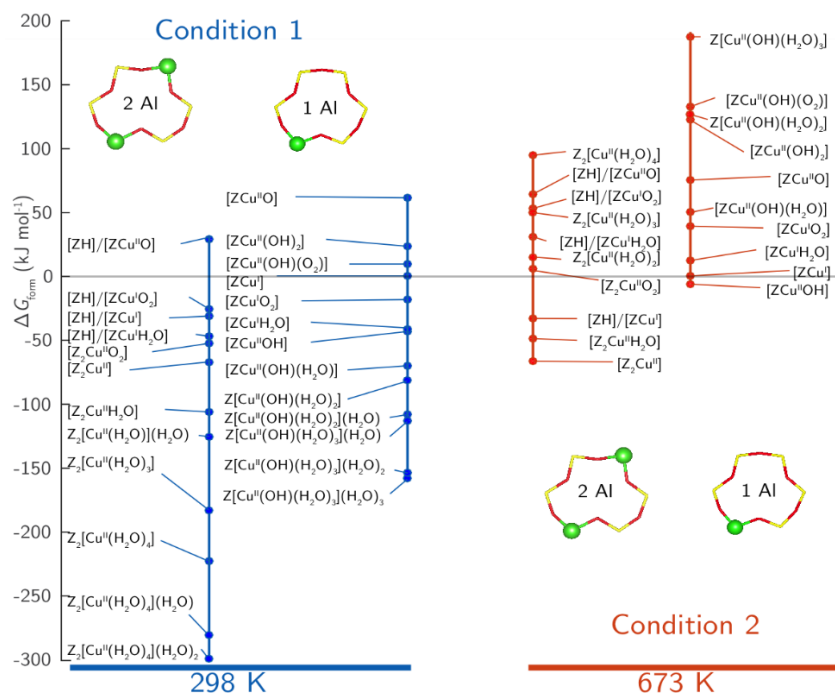 Condition 1
Condition 2
ΔG_form (kJ mol⁻¹)
200
150
100
50
0
-50
-100
-150
-200
-250
-300
2 Al
1 Al
[ZH]/[ZCuᴵᴵO]
[ZH]/[ZCuᴵO₂]
[ZH]/[ZCuᴵ]
[ZH]/[ZCuᴵH₂O]
[Z₂CuᴵᴵO₂]
[Z₂Cuᴵᴵ]
[Z₂CuᴵᴵH₂O]
Z₂[Cuᴵᴵ(H₂O)](H₂O)
Z₂[Cuᴵᴵ(H₂O)₃]
Z₂[Cuᴵᴵ(H₂O)₄]
Z₂[Cuᴵᴵ(H₂O)₄](H₂O)
Z₂[Cuᴵᴵ(H₂O)₄](H₂O)₂
[ZCuᴵᴵO]
[ZCuᴵᴵ(OH)₂]
[ZCuᴵᴵ(OH)(O₂)]
[ZCuᴵ]
[ZCuᴵO₂]
[ZCuᴵH₂O]
[ZCuᴵᴵOH]
[ZCuᴵᴵ(OH)(H₂O)]
Z[Cuᴵᴵ(OH)(H₂O)₂]
Z[Cuᴵᴵ(OH)(H₂O)₂](H₂O)
Z[Cuᴵᴵ(OH)(H₂O)₃](H₂O)
Z[Cuᴵᴵ(OH)(H₂O)₃](H₂O)₂
Z[Cuᴵᴵ(OH)(H₂O)₃](H₂O)₃
Z₂[Cuᴵᴵ(H₂O)₄]
[ZH]/[ZCuᴵᴵO]
[ZH]/[ZCuᴵO₂]
Z₂[Cuᴵᴵ(H₂O)₃]
[ZH]/[ZCuᴵH₂O]
Z₂[Cuᴵᴵ(H₂O)₂]
[Z₂CuᴵᴵO₂]
[ZH]/[ZCuᴵ]
[Z₂CuᴵᴵH₂O]
[Z₂Cuᴵᴵ]
Z[Cuᴵᴵ(OH)(H₂O)₃]
[ZCuᴵᴵ(OH)(O₂)]
Z[Cuᴵᴵ(OH)(H₂O)₂]
[ZCuᴵᴵ(OH)₂]
[ZCuᴵᴵO]
[ZCuᴵᴵ(OH)(H₂O)]
[ZCuᴵO₂]
[ZCuᴵH₂O]
[ZCuᴵ]
[ZCuᴵᴵOH]
2 Al
1 Al
298 K
673 K